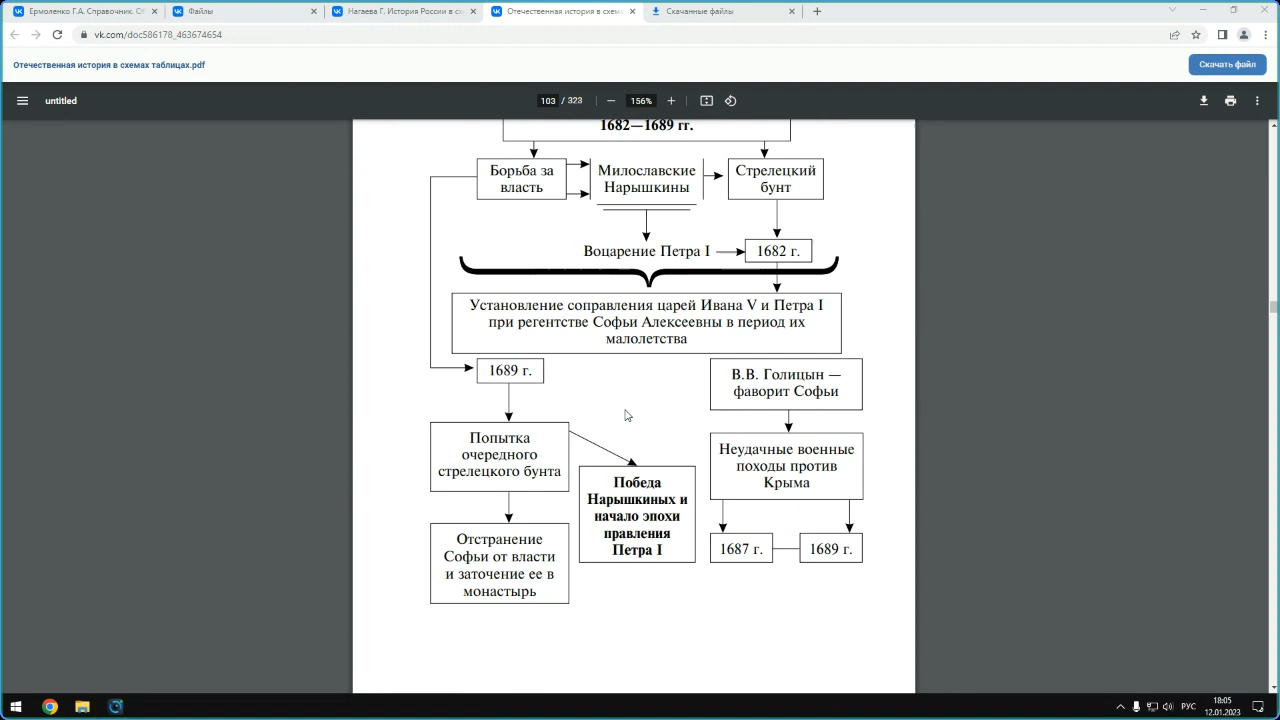 Ермоленко Г.А. Справочник. Об
Файлы
Нагаева Г. История России в сх
Отечественная история в схем
Скачанные файлы
vk.com/doc586178_463674654
Отечественная история в схемах таблицах.pdf
Скачать файл
untitled
103 / 323
156%
1682—1689 гг.
Борьба за
власть
Милославские
Нарышкины
Стрелецкий
бунт
Воцарение Петра I
1682 г.
Установление соправления царей Ивана V и Петра I
при регентстве Софьи Алексеевны в период их
малолетства
1689 г.
В.В. Голицын —
фаворит Софьи
Попытка
очередного
стрелецкого бунта
Неудачные военные
походы против
Крыма
Победа
Нарышкиных и
начало эпохи
правления
Петра I
Отстранение
Софьи от власти
и заточение ее в
монастырь
1687 г.
1689 г.
РУС
18:05
12.01.2023